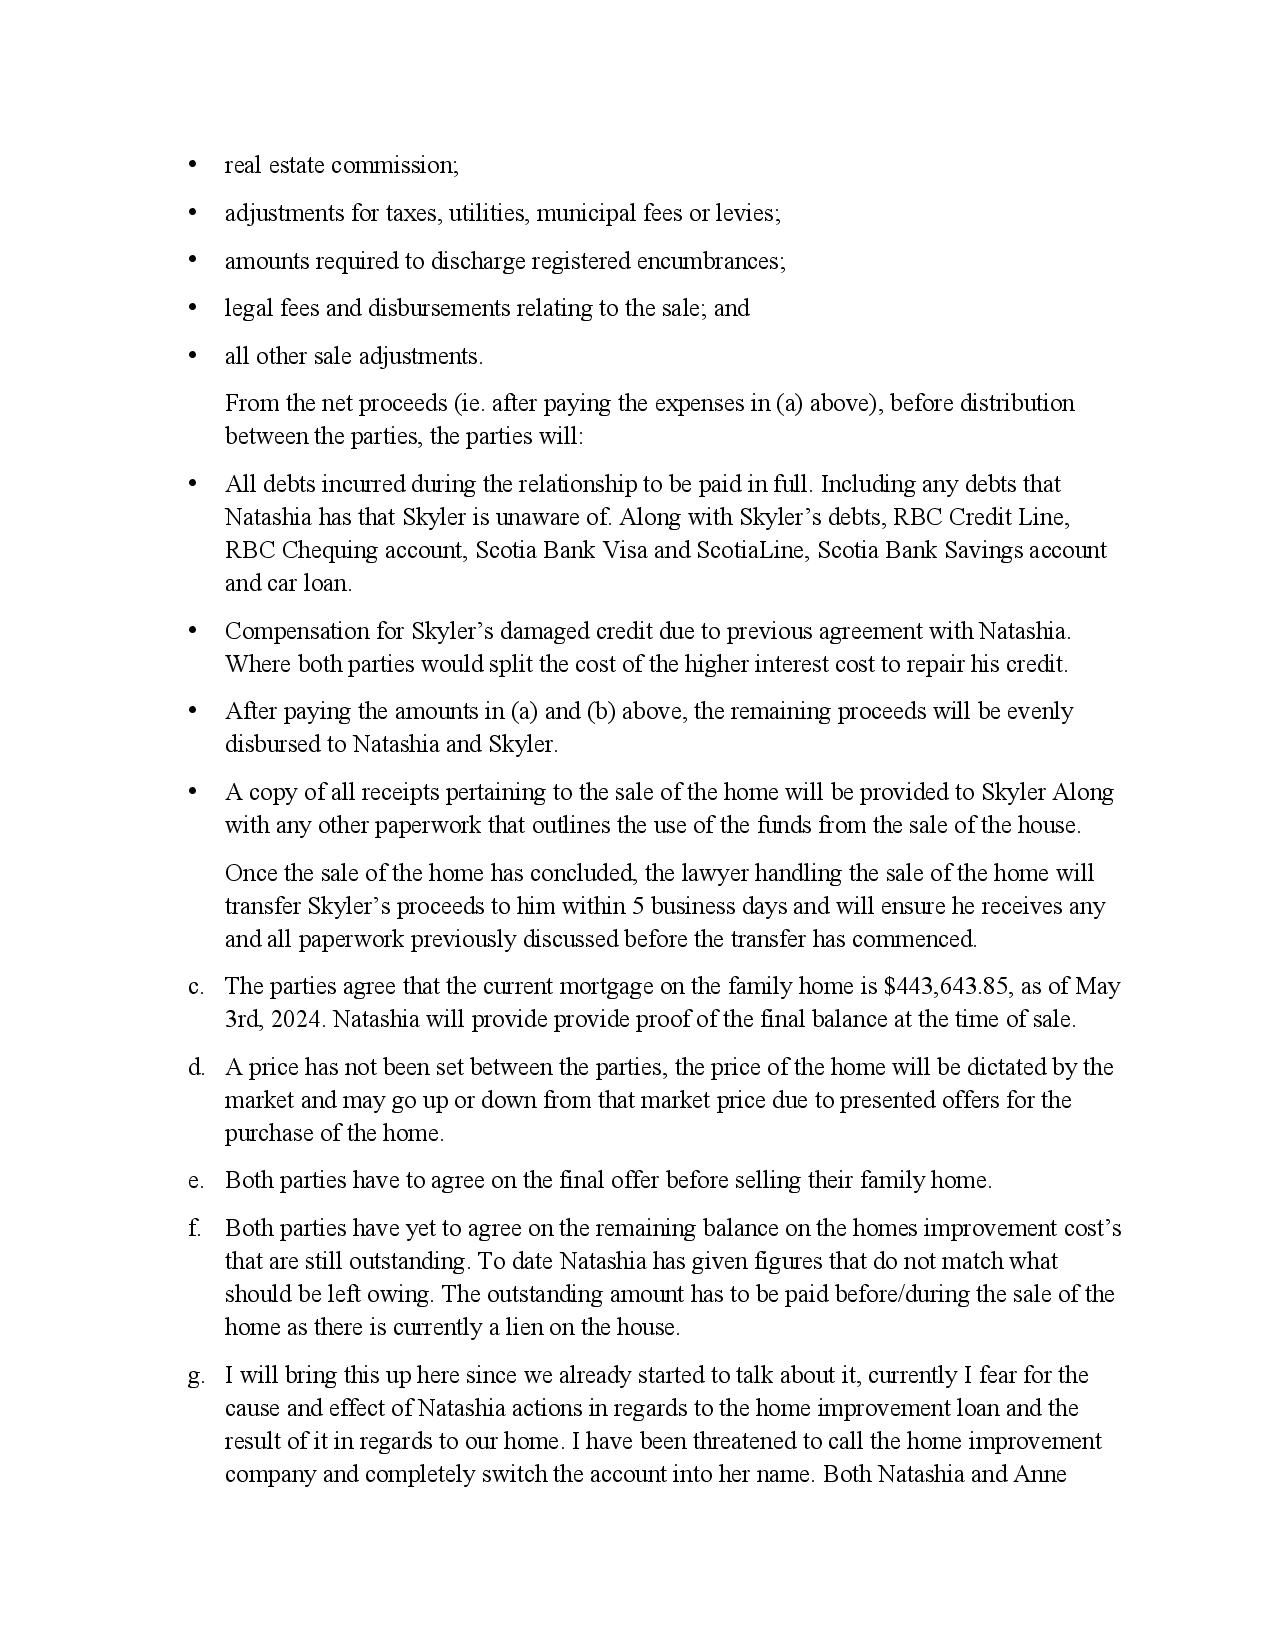 • real estate commission;
• adjustments for taxes, utilities, municipal fees or levies;
• amounts required to discharge registered encumbrances;
• legal fees and disbursements relating to the sale; and
• all other sale adjustments.
From the net proceeds (ie. after paying the expenses in (a) above), before distribution
between the parties, the parties will:
• All debts incurred during the relationship to be paid in full. Including any debts that
Natashia has that Skyler is unaware of. Along with Skyler’s debts, RBC Credit Line,
RBC Chequing account, Scotia Bank Visa and ScotiaLine, Scotia Bank Savings account
and car loan.
• Compensation for Skyler’s damaged credit due to previous agreement with Natashia.
Where both parties would split the cost of the higher interest cost to repair his credit.
• After paying the amounts in (a) and (b) above, the remaining proceeds will be evenly
disbursed to Natashia and Skyler.
• A copy of all receipts pertaining to the sale of the home will be provided to Skyler Along
with any other paperwork that outlines the use of the funds from the sale of the house.
Once the sale of the home has concluded, the lawyer handling the sale of the home will
transfer Skyler’s proceeds to him within 5 business days and will ensure he receives any
and all paperwork previously discussed before the transfer has commenced.
c. The parties agree that the current mortgage on the family home is $443,643.85, as of May
3rd, 2024. Natashia will provide provide proof of the final balance at the time of sale.
d. A price has not been set between the parties, the price of the home will be dictated by the
market and may go up or down from that market price due to presented offers for the
purchase of the home.
e. Both parties have to agree on the final offer before selling their family home.
f. Both parties have yet to agree on the remaining balance on the homes improvement cost’s
that are still outstanding. To date Natashia has given figures that do not match what
should be left owing. The outstanding amount has to be paid before/during the sale of the
home as there is currently a lien on the house.
g. I will bring this up here since we already started to talk about it, currently I fear for the
cause and effect of Natashia actions in regards to the home improvement loan and the
result of it in regards to our home. I have been threatened to call the home improvement
company and completely switch the account into her name. Both Natashia and Anne